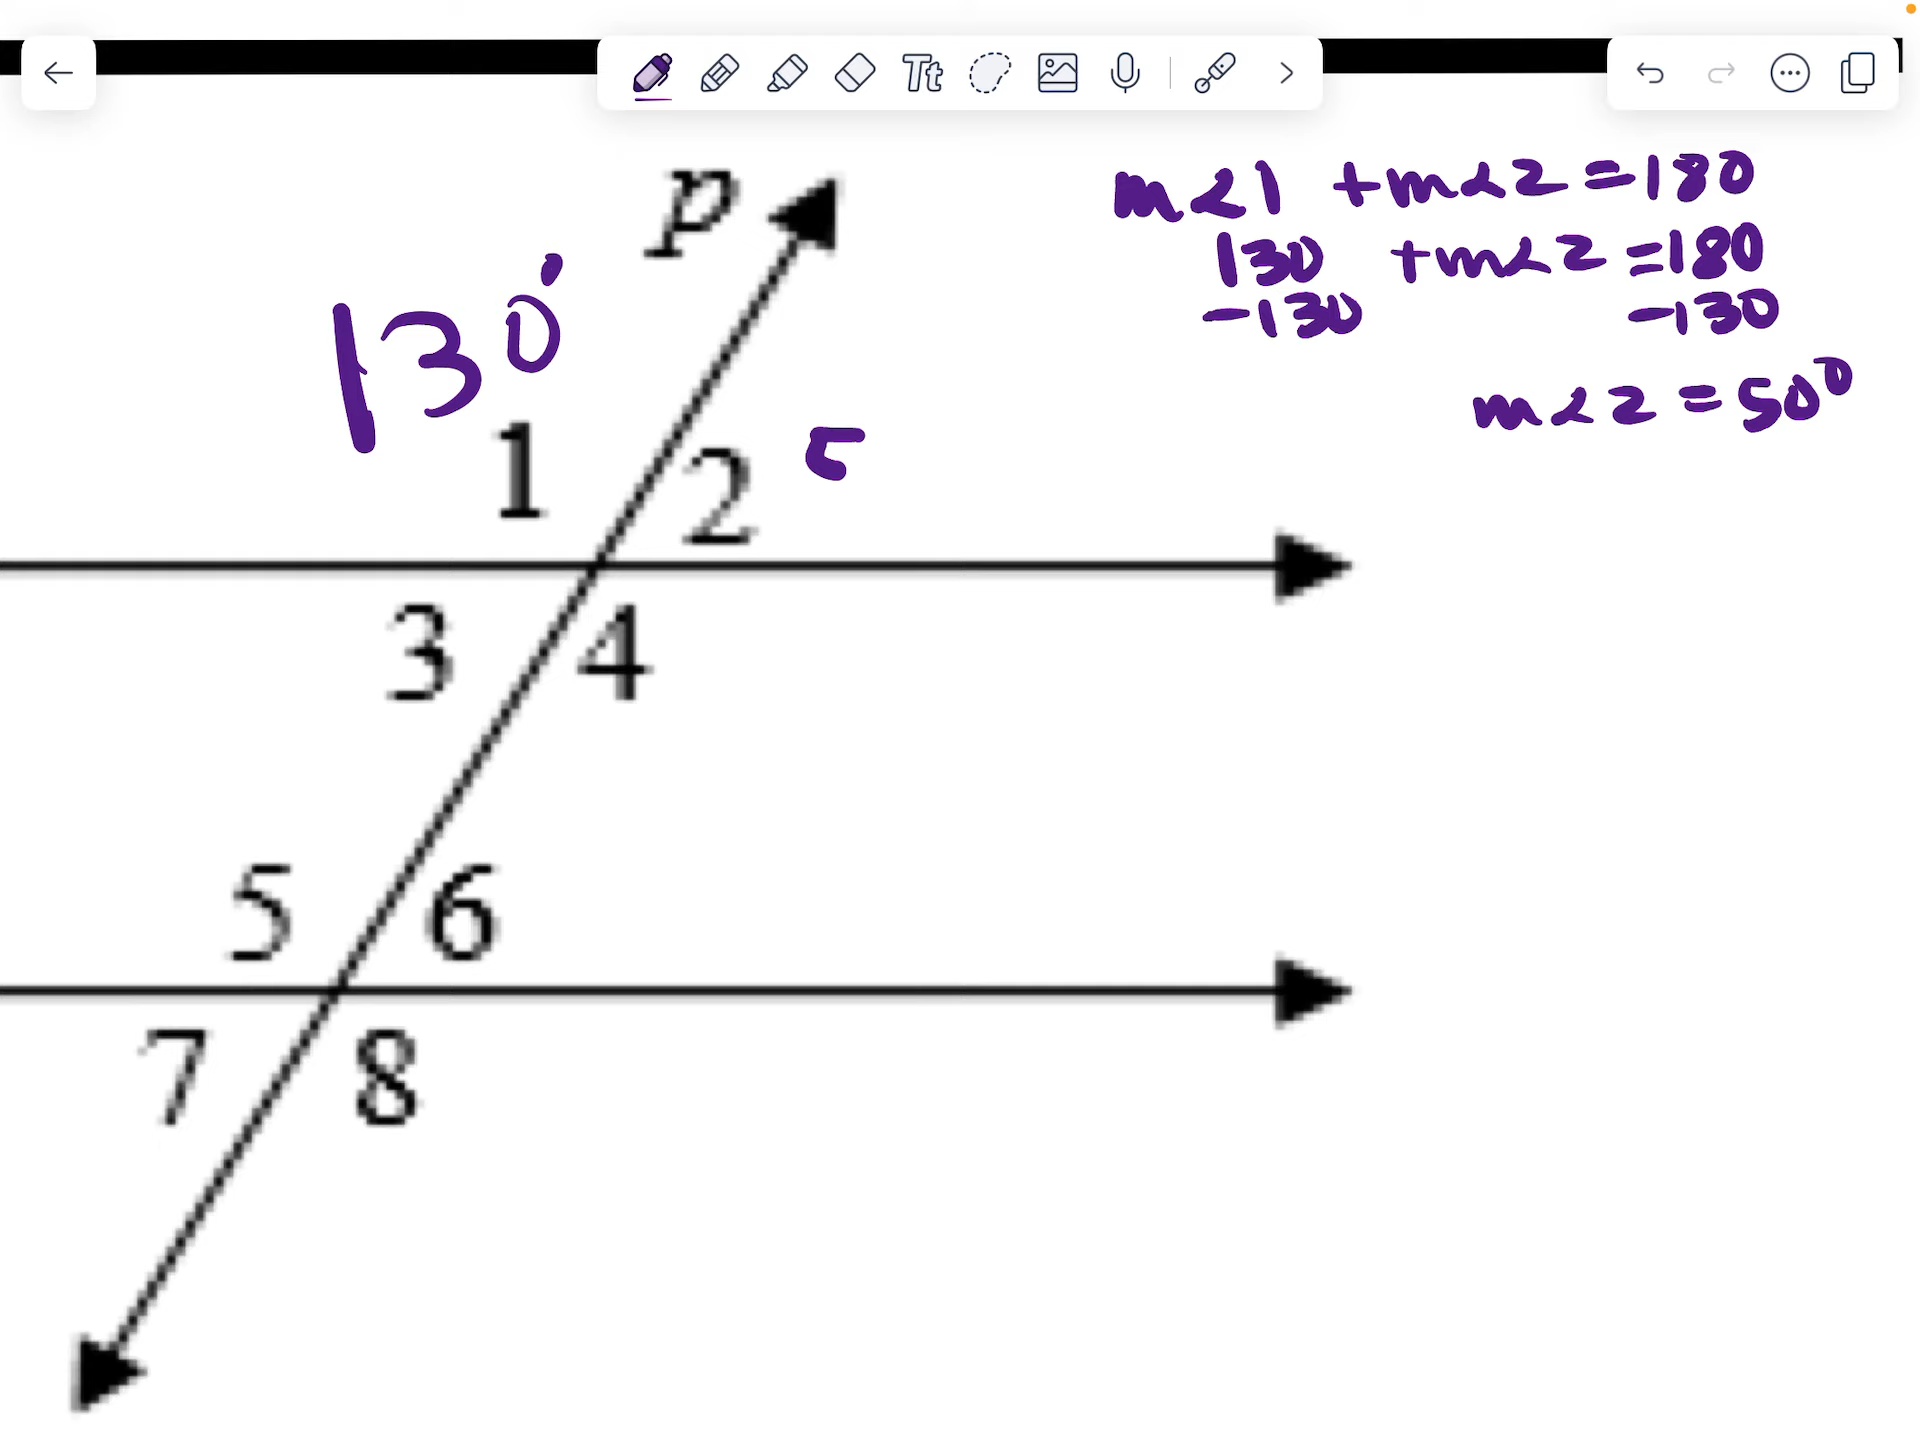 Tt
p
m<1 +m<2 =180
130 +m<2 =180
-130 -130
130°
m<2 = 50°
1 2 5
3 4
5 6
7 8